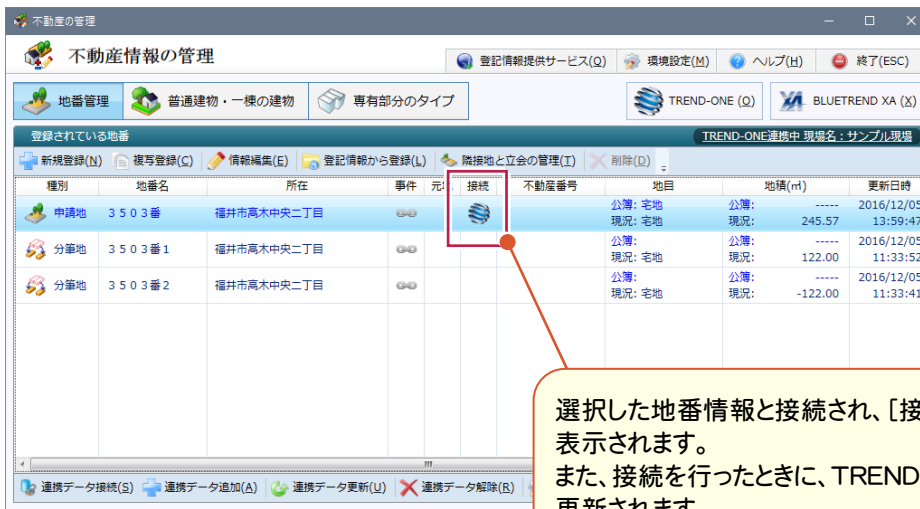 不動産の管理
不動産情報の管理
登記情報提供サービス(O) 環境設定(M) ヘルプ(H) 終了(ESC)
地番管理 普通建物・一棟の建物 専有部分のタイプ TREND-ONE (O) BLUETREND XA (X)
登録されている地番 TREND-ONE連携中 現場名：サンプル現場
新規登録(N) 複写登録(C) 情報編集(E) 登記情報から登録(L) 隣接地と立会の管理(T) 削除(D)
種別 地番名 所在 事件 接続 不動産番号 地目 地積(㎡) 更新日時
申請地 ３５０３番 福井市高木中央二丁目 公簿: 宅地 公簿: ----- 2016/12/05
現況: 宅地 現況: 245.57 13:59:47
分筆地 ３５０３番１ 福井市高木中央二丁目 公簿: 公簿: ----- 2016/12/05
現況: 宅地 現況: 122.00 11:33:52
分筆地 ３５０３番２ 福井市高木中央二丁目 公簿: 公簿: ----- 2016/12/05
現況: 宅地 現況: -122.00 11:33:41
連携データ接続(S) 連携データ追加(A) 連携データ更新(U) 連携データ解除(R)
選択した地番情報と接続され、［接
表示されます。
また、接続を行ったときに、ＴＲＥＮＤ
更新されます